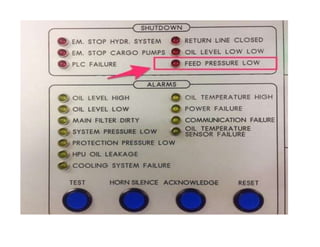 SHUTDOWN
EM. STOP HYDR. SYSTEM
EM. STOP CARGO PUMPS
PLC FAILURE
RETURN LINE CLOSED
OIL LEVEL LOW LOW
FEED PRESSURE LOW
ALARMS
OIL LEVEL HIGH
OIL LEVEL LOW
MAIN FILTER DIRTY
SYSTEM PRESSURE LOW
PROTECTION PRESSURE LOW
HPU OIL LEAKAGE
COOLING SYSTEM FAILURE
OIL TEMPERATURE HIGH
POWER FAILURE
COMMUNICATION FAILURE
OIL TEMPERATURE
SENSOR FAILURE
TEST
HORN SILENCE
ACKNOWLEDGE
RESET